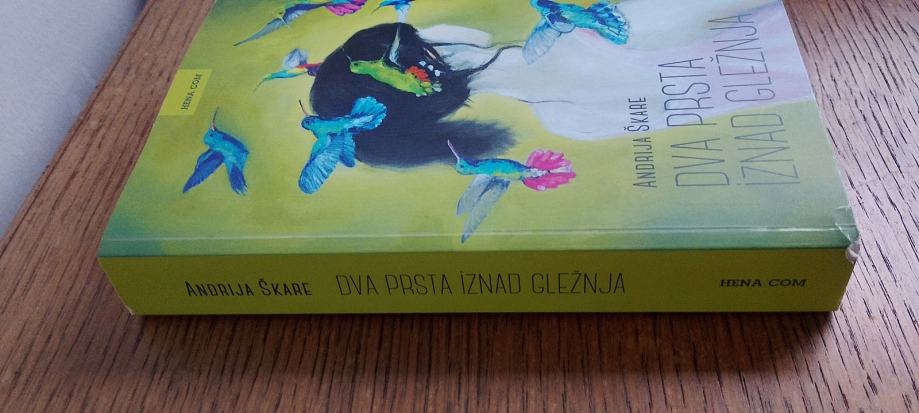 HENA COM
ANDRIJA ŠKARE
DVA PRSTA
IZNAD
GLEŽNJA
ANDRIJA ŠKARE DVA PRSTA IZNAD GLEŽNJA HENA COM